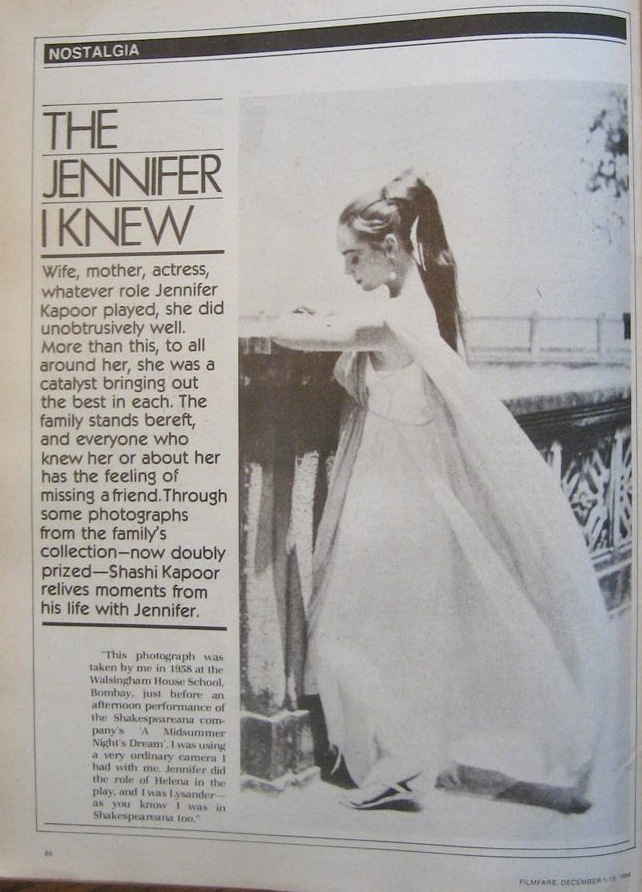 NOSTALGIA
THE
JENNIFER
I KNEW
Wife, mother, actress,
whatever role Jennifer
Kapoor played, she did
unobtrusively well.
More than this, to all
around her, she was a
catalyst bringing out
the best in each. The
family stands bereft,
and everyone who
knew her or about her
has the feeling of
missing a friend. Through
some photographs
from the family's
collection—now doubly
prized—Shashi Kapoor
relives moments from
his life with Jennifer.
"This photograph was
taken by me in 1958 at the
Walsingham House School,
Bombay, just before an
afternoon performance of
the Shakespeareana com-
pany's 'A Midsummer
Night's Dream'. I was using
a very ordinary camera I
had with me. Jennifer did
the role of Helena in the
play, and I was Lysander—
as you know I was in
Shakespeareana too."
FILMFARE, DECEMBER 1-15, 1984